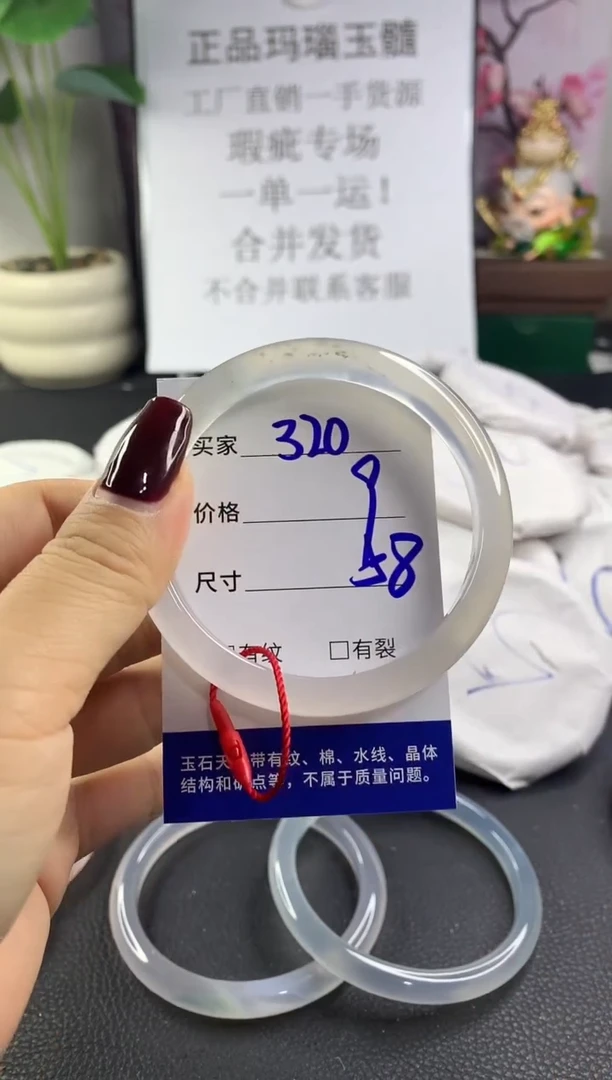 正品玛瑙玉髓
工厂直销一手货源
瑕疵专场
一单一运!
合并发货
不合并联系客服
买家 320
价格
尺寸 58
有纹 □有裂
玉石天 带有纹、棉、水线、晶体
结构和 点等,不属于质量问题。